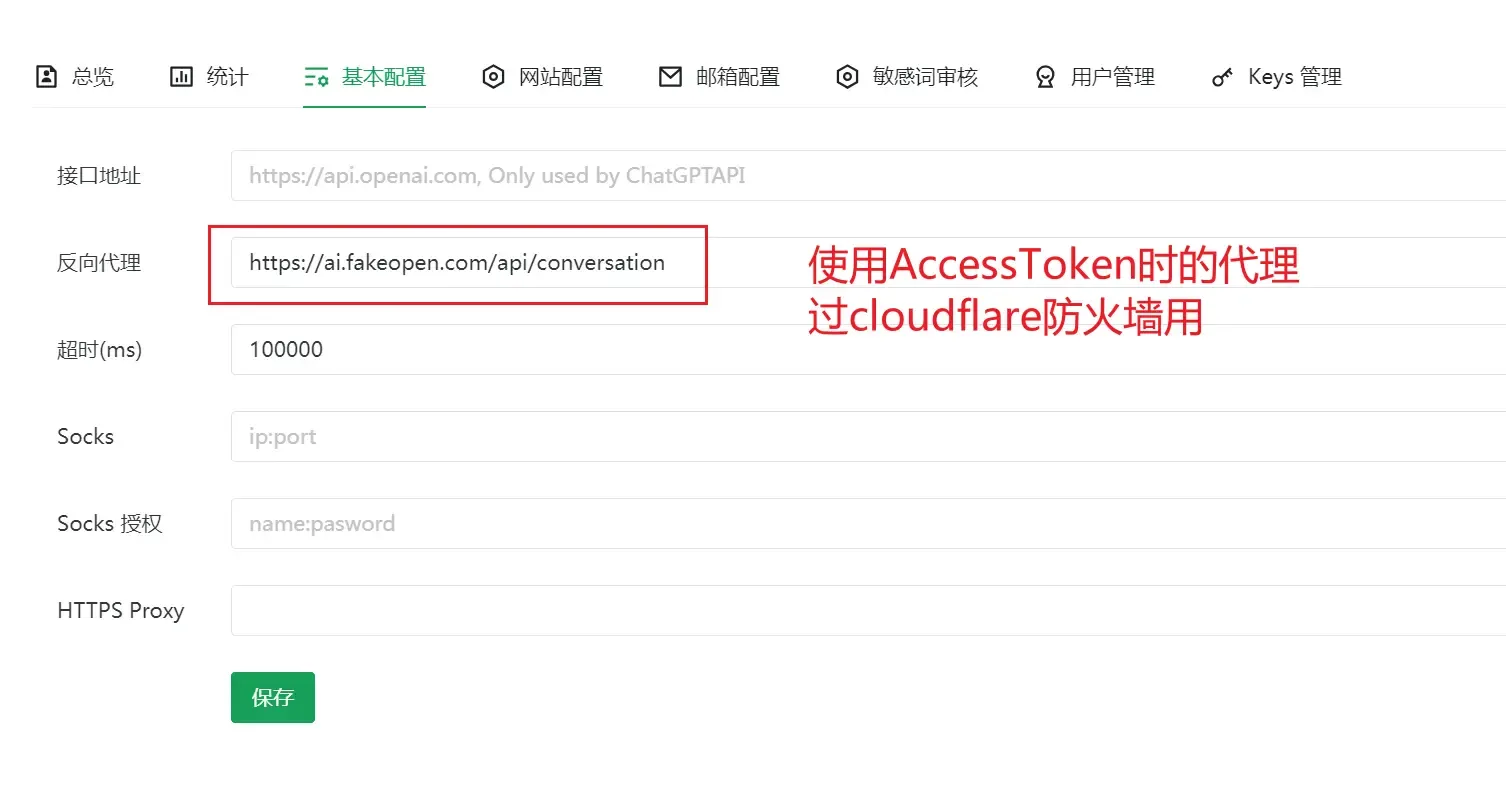 总览 统计 基本配置 网站配置 邮箱配置 敏感词审核 用户管理 Keys 管理
接口地址 https://api.openai.com, Only used by ChatGPTAPI
反向代理 https://ai.fakeopen.com/api/conversation
使用AccessToken时的代理
过cloudflare防火墙用
超时(ms) 100000
Socks ip:port
Socks 授权 name:pasword
HTTPS Proxy
保存